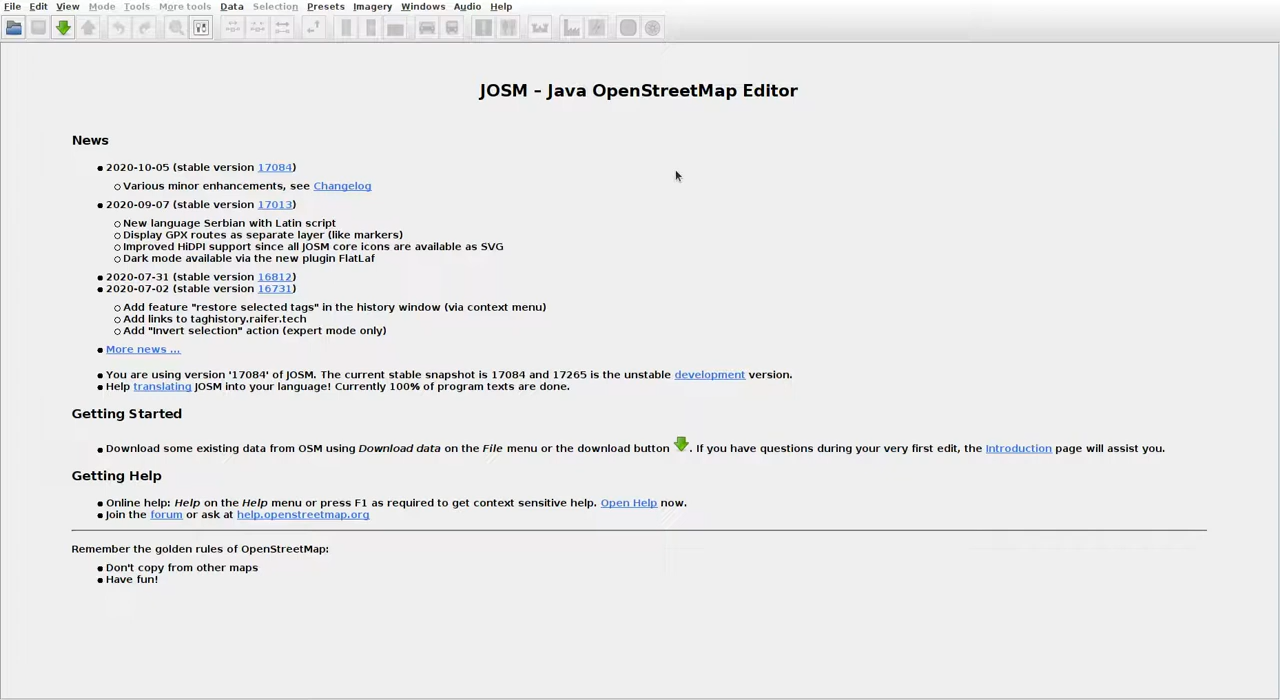 File Edit View Mode Tools More tools Data Selection Presets Imagery Windows Audio Help
JOSM – Java OpenStreetMap Editor
News
2020-10-05 (stable version 17084)
Various minor enhancements, see Changelog
2020-09-07 (stable version 17013)
New language Serbian with Latin script
Display GPX routes as separate layer (like markers)
Improved HiDPI support since all JOSM core icons are available as SVG
Dark mode available via the new plugin FlatLaf
2020-07-31 (stable version 16812)
2020-07-02 (stable version 16731)
Add feature "restore selected tags" in the history window (via context menu)
Add links to taghistory.raifer.tech
Add "Invert selection" action (expert mode only)
More news ...
You are using version '17084' of JOSM. The current stable snapshot is 17084 and 17265 is the unstable development version.
Help translating JOSM into your language! Currently 100% of program texts are done.
Getting Started
Download some existing data from OSM using Download data on the File menu or the download button . If you have questions during your very first edit, the Introduction page will assist you.
Getting Help
Online help: Help on the Help menu or press F1 as required to get context sensitive help. Open Help now.
Join the forum or ask at help.openstreetmap.org
Remember the golden rules of OpenStreetMap:
Don't copy from other maps
Have fun!